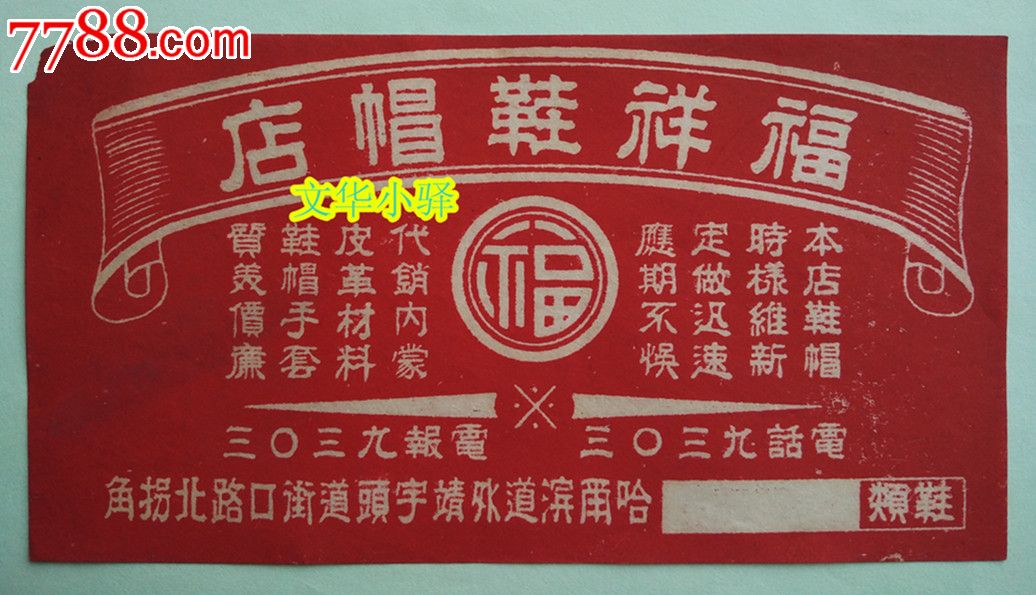 7788.com
福祥鞋帽店
文华小驿
本店鞋帽
時樣維新
定做迅速
應期不悮
福
代銷内蒙
皮革材料
鞋帽手套
質美價廉
電話九三〇三
電報九三〇三
鞋類
哈爾滨道外靖宇頭道街口路北拐角